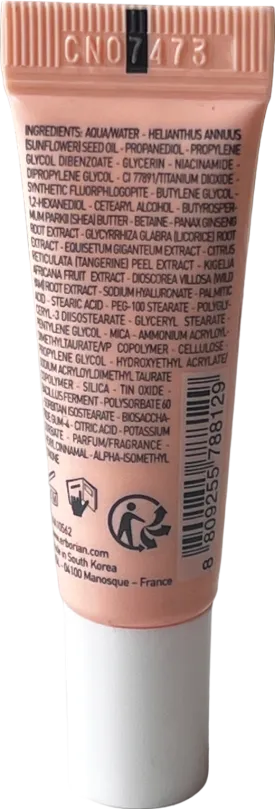 CN07473
INGREDIENTS: AQUA/WATER - HELIANTHUS ANNUUS
(SUNFLOWER) SEED OIL - PROPANEDIOL - PROPYLENE
GLYCOL DIBENZOATE - GLYCERIN - NIACINAMIDE -
DIPROPYLENE GLYCOL - CI 77891/TITANIUM DIOXIDE -
SYNTHETIC FLUORPHLOGOPITE - BUTYLENE GLYCOL -
1,2-HEXANEDIOL - CETEARYL ALCOHOL - BUTYROSPER-
MUM PARKII (SHEA) BUTTER - BETAINE - PANAX GINSENG
ROOT EXTRACT - GLYCYRRHIZA GLABRA (LICORICE) ROOT
EXTRACT - EQUISETUM GIGANTEUM EXTRACT - CITRUS
RETICULATA (TANGERINE) PEEL EXTRACT - KIGELIA
AFRICANA FRUIT EXTRACT - DIOSCOREA VILLOSA (WILD
ROOT EXTRACT - SODIUM HYALURONATE - PALMITIC
ACID - STEARIC ACID - PEG-100 STEARATE - POLYGLY-
CERYL-3 DIISOSTEARATE - GLYCERYL STEARATE -
PENTYLENE GLYCOL - MICA - AMMONIUM ACRYLOYL-
DIMETHYLTAURATE/VP COPOLYMER - CELLULOSE -
PROPYLENE GLYCOL - HYDROXYETHYL ACRYLATE/
SODIUM ACRYLOYLDIMETHYL TAURATE
COPOLYMER - SILICA - TIN OXIDE -
BACILLUS FERMENT - POLYSORBATE 60
SORBITAN ISOSTEARATE - BIOSACCHA-
GUM-4 - CITRIC ACID - POTASSIUM
- PARFUM/FRAGRANCE -
CINNAMAL - ALPHA-ISOMETHYL
8 809255 788129
erborian.com
in South Korea
04100 Manosque - France